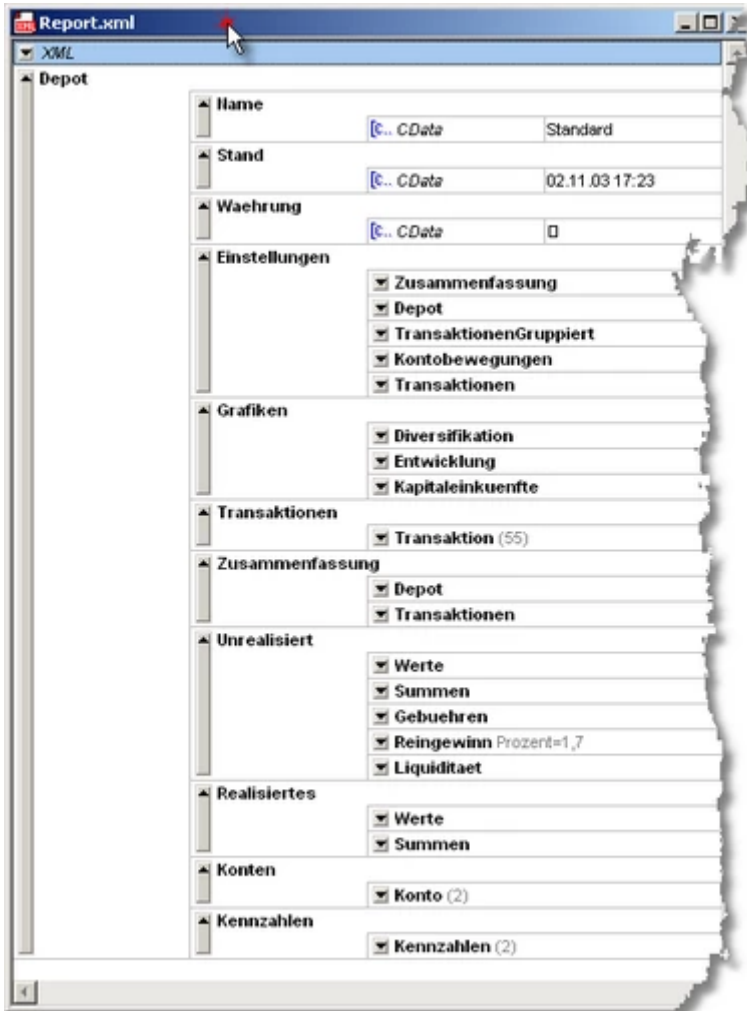 Report.xml
XML
Depot
Name
[c.. CData Standard
Stand
[c.. CData 02.11.03 17:23
Waehrung
[c.. CData
Einstellungen
Zusammenfassung
Depot
TransaktionenGruppiert
Kontobewegungen
Transaktionen
Grafiken
Diversifikation
Entwicklung
Kapitaleinkuenfte
Transaktionen
Transaktion (55)
Zusammenfassung
Depot
Transaktionen
Unrealisiert
Werte
Summen
Gebuehren
Reingewinn Prozent=1,7
Liquiditaet
Realisiertes
Werte
Summen
Konten
Konto (2)
Kennzahlen
Kennzahlen (2)